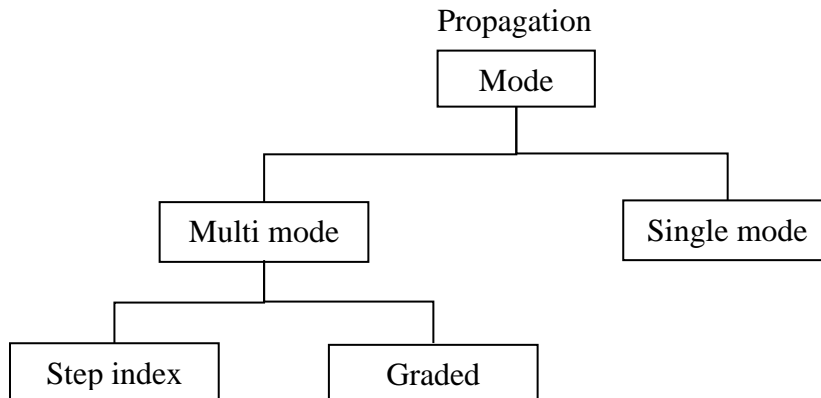 Propagation
Mode
Multi mode
Single mode
Step index
Graded